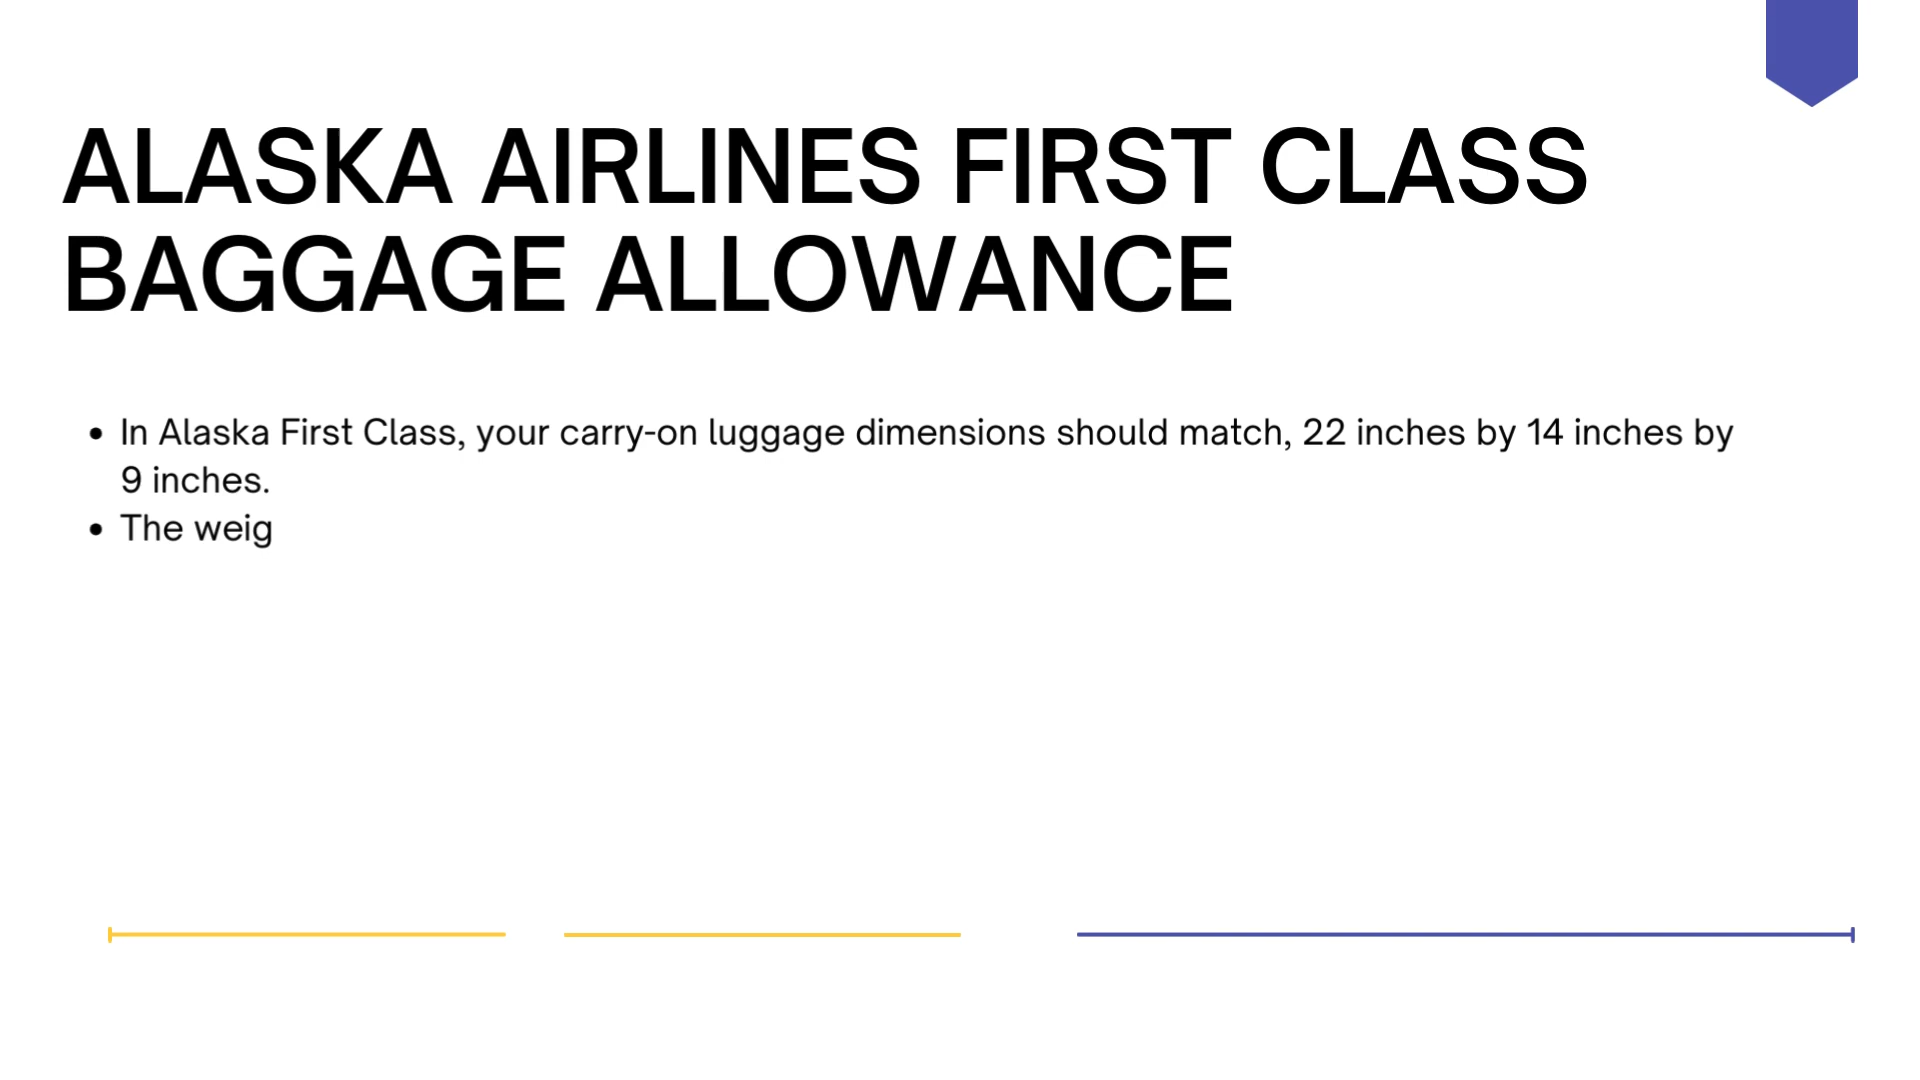 ALASKA AIRLINES FIRST CLASS
BAGGAGE ALLOWANCE
• In Alaska First Class, your carry-on luggage dimensions should match, 22 inches by 14 inches by
9 inches.
• The weig